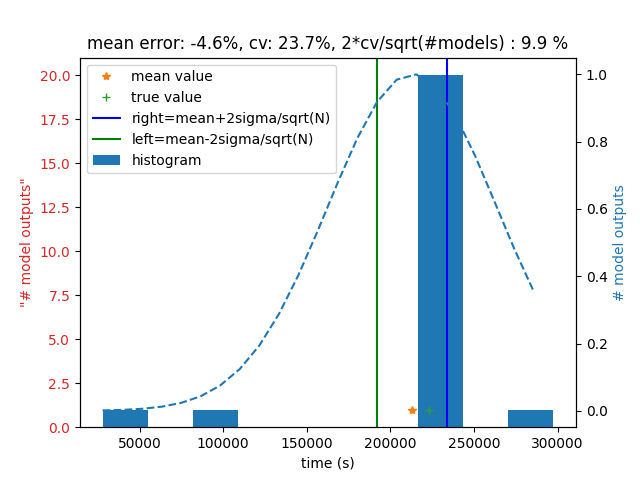 mean error: -4.6%, cv: 23.7%, 2*cv/sqrt(#models) : 9.9 %
mean value
true value
right=mean+2sigma/sqrt(N)
left=mean-2sigma/sqrt(N)
histogram
20.0
17.5
15.0
12.5
10.0
7.5
5.0
2.5
0.0
"# model outputs"
1.0
0.8
0.6
0.4
0.2
0.0
# model outputs
50000 100000 150000 200000 250000 300000
time (s)